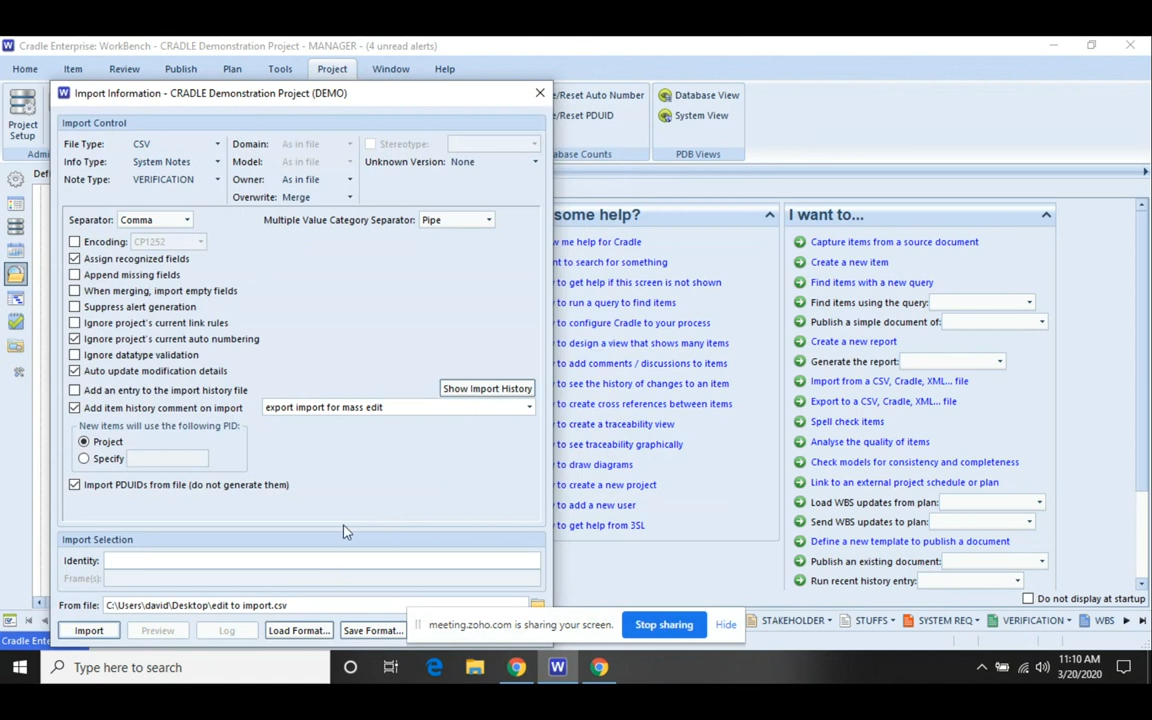 Cradle Enterprise: WorkBench - CRADLE Demonstration Project - MANAGER - (4 unread alerts)
Home Item Review Publish Plan Tools Project Window Help
Import Information - CRADLE Demonstration Project (DEMO)
e/Reset Auto Number
Database View
Project
Setup
e/Reset PDUID
System View
Import Control
File Type: CSV
Domain: As in file
Stereotype:
Info Type: System Notes
Model: As in file
Unknown Version: None
Note Type: VERIFICATION
Owner: As in file
Overwrite: Merge
Admi
abase Counts
PDB Views
Def
Separator: Comma
Multiple Value Category Separator: Pipe
Encoding: CP1252
Assign recognized fields
Append missing fields
When merging, import empty fields
Suppress alert generation
Ignore project's current link rules
Ignore project's current auto numbering
Ignore datatype validation
Auto update modification details
Add an entry to the import history file
Show Import History
Add item history comment on import
export import for mass edit
New items will use the following PID:
Project
Specify
Import PDUIDs from file (do not generate them)
Import Selection
Identity:
Frame(s):
From file: C:\Users\david\Desktop\edit to import.csv
Import Preview Log Load Format... Save Format...
some help?
w me help for Cradle
nt to search for something
to get help if this screen is not shown
to run a query to find items
to configure Cradle to your process
to design a view that shows many items
to add comments / discussions to items
to see the history of changes to an item
to create cross references between items
to create a traceability view
to see traceability graphically
to draw diagrams
to create a new project
to add a new user
to get help from 3SL
I want to...
Capture items from a source document
Create a new item
Find items with a new query
Find items using the query:
Publish a simple document of:
Create a new report
Generate the report:
Import from a CSV, Cradle, XML... file
Export to a CSV, Cradle, XML... file
Spell check items
Analyse the quality of items
Check models for consistency and completeness
Link to an external project schedule or plan
Load WBS updates from plan:
Send WBS updates to plan:
Define a new template to publish a document
Publish an existing document:
Run recent history entry:
Do not display at startup
STAKEHOLDER STUFFS SYSTEM REQ VERIFICATION WBS
meeting.zoho.com is sharing your screen. Stop sharing Hide
Cradle Ente
Type here to search
11:10 AM
3/20/2020